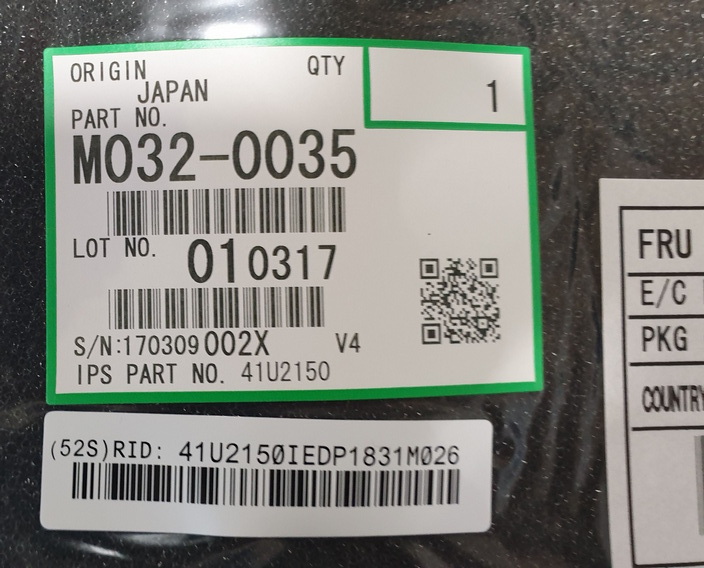 ORIGIN
JAPAN
QTY
1
PART NO.
M032-0035
LOT NO. 010317
S/N:170309002X V4
IPS PART NO. 41U2150
(52S)RID: 41U2150IEDP1831M026
FRU
E/C
PKG
COUNTRY